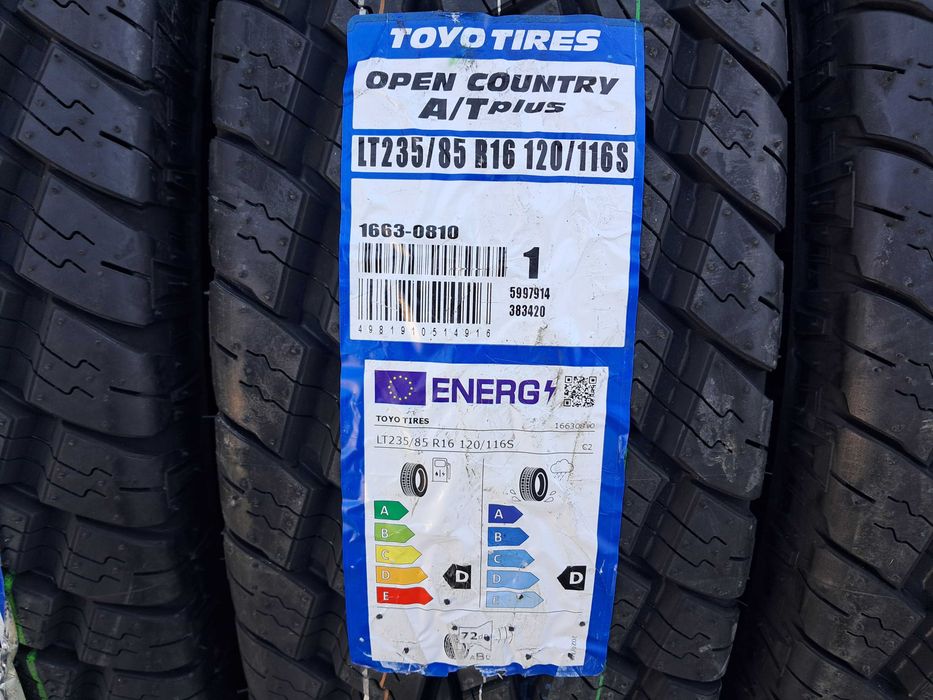 TOYO TIRES
OPEN COUNTRY
A/T plus
LT235/85 R16 120/116S
1663-0810
1
5997914
383420
4981910514916
ENERG
TOYO TIRES
LT235/85 R16 120/116S
C2
A
B
C
D
E
D
A
B
C
D
E
D
72